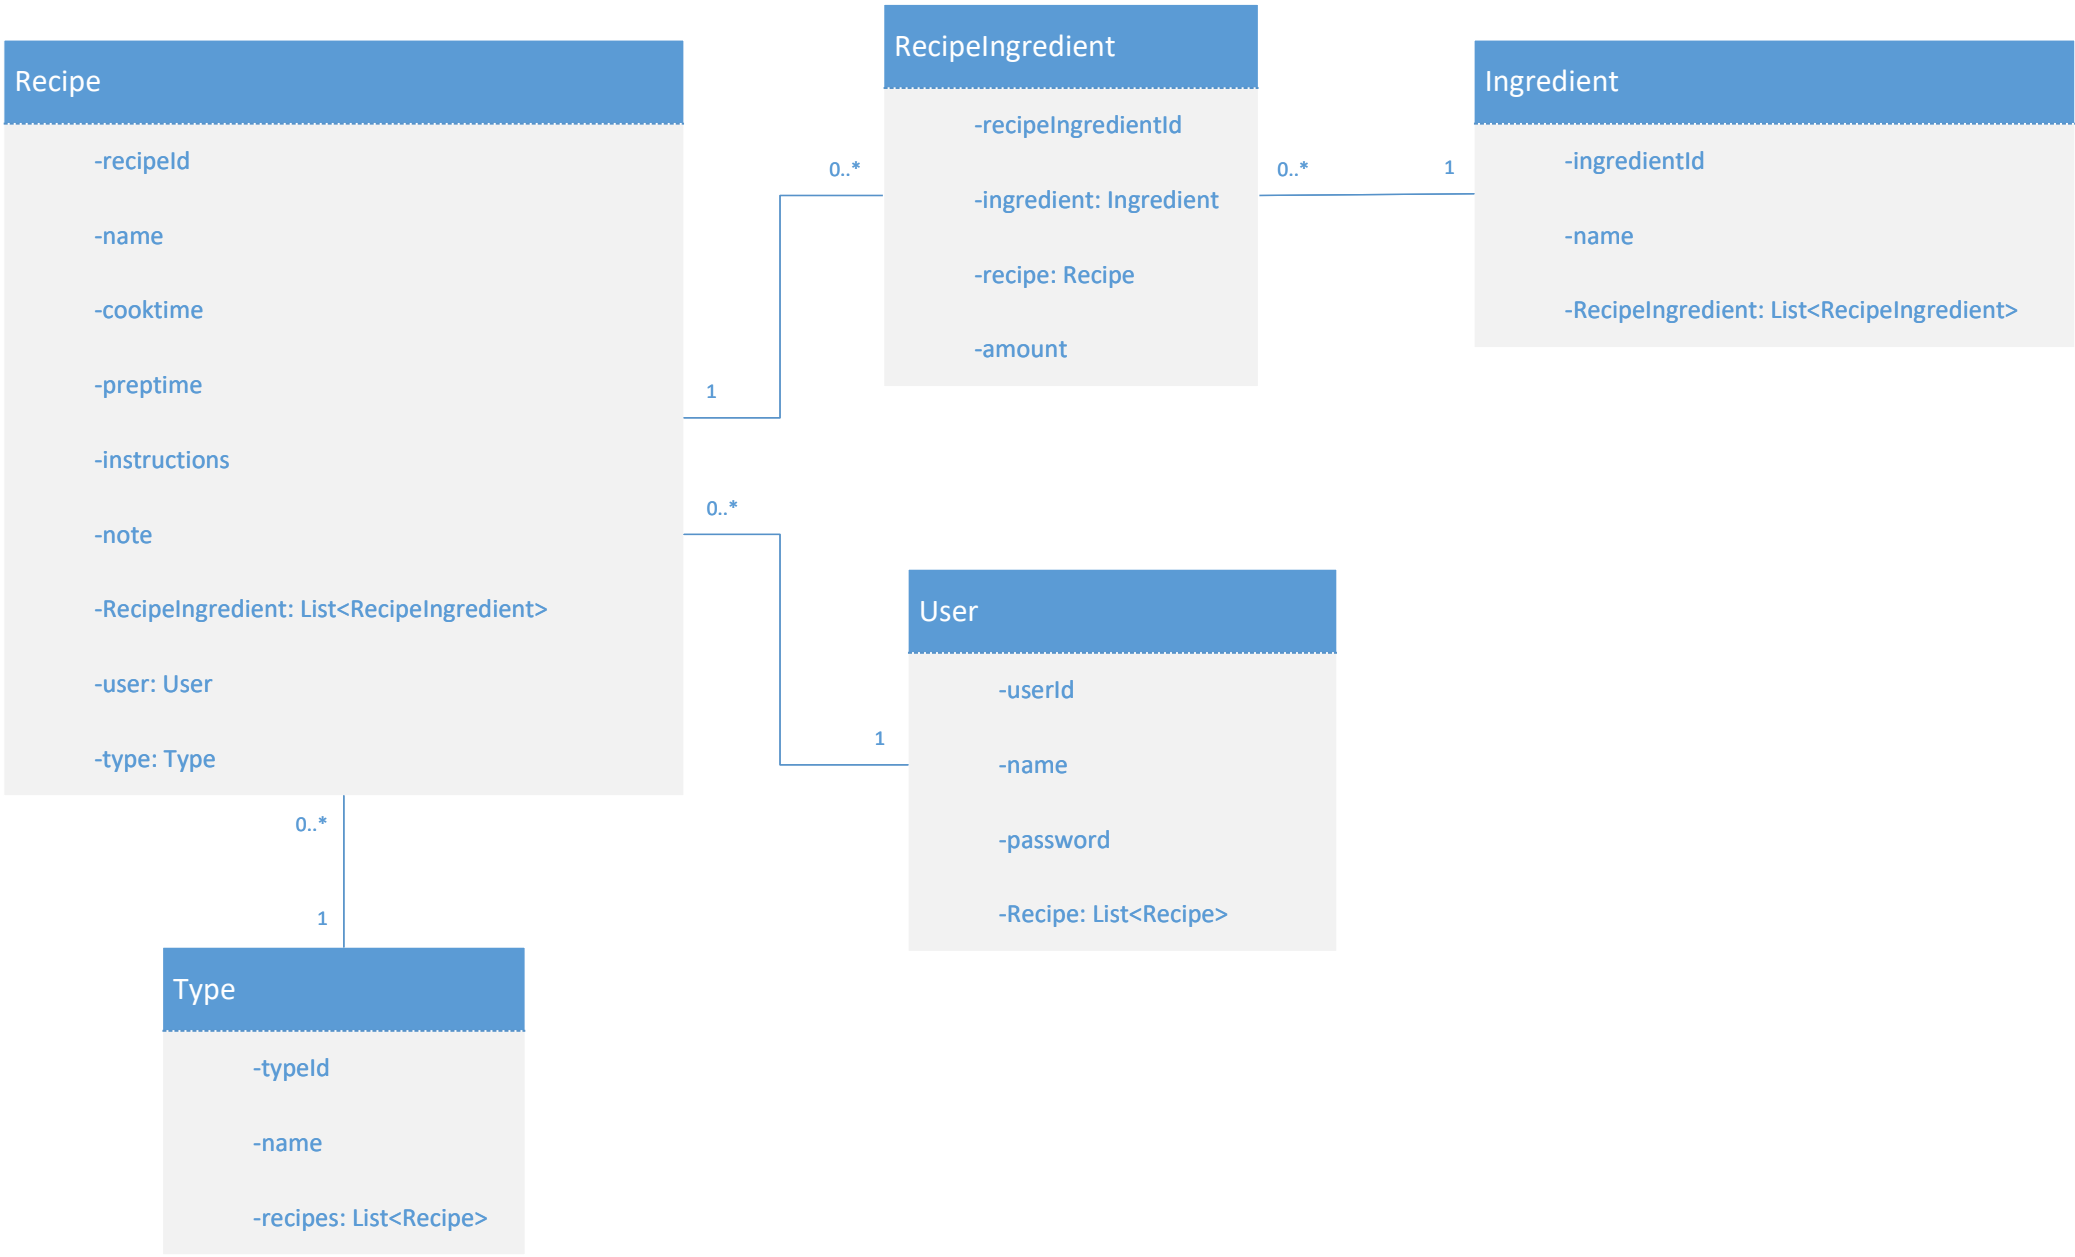 Recipe
-recipeId
-name
-cooktime
-preptime
-instructions
-note
-RecipeIngredient: List<RecipeIngredient>
-user: User
-type: Type
1
0..*
0..*
RecipeIngredient
-recipeIngredientId
-ingredient: Ingredient
-recipe: Recipe
-amount
0..*
1
Ingredient
-ingredientId
-name
-RecipeIngredient: List<RecipeIngredient>
1
User
-userId
-name
-password
-Recipe: List<Recipe>
0..*
1
Type
-typeId
-name
-recipes: List<Recipe>